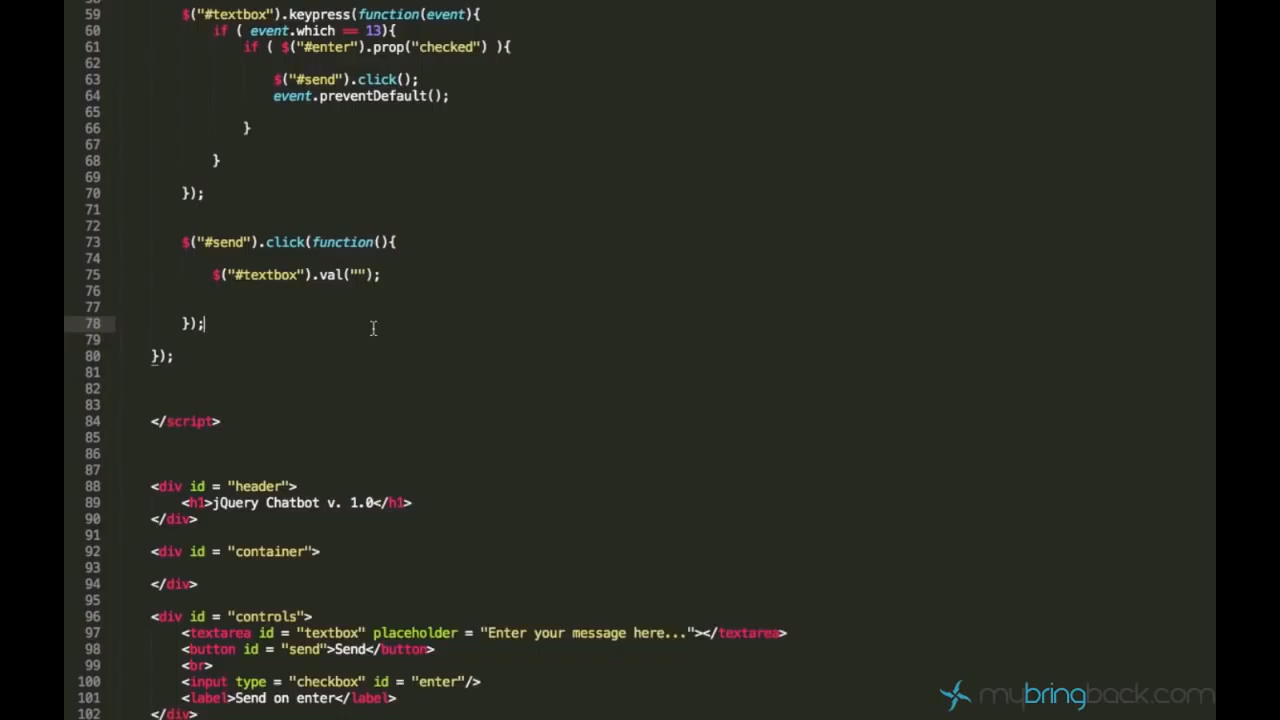 59 $("#textbox").keypress(function(event){
60 if ( event.which == 13){
61 if ( $("#enter").prop("checked") ){
62
63 $("#send").click();
64 event.preventDefault();
65
66 }
67
68 }
69
70 });
71
72
73 $("#send").click(function(){
74
75 $("#textbox").val("");
76
77
78 });
79
80 });
81
82
83
84 </script>
85
86
87
88 <div id = "header">
89 <h1>jQuery Chatbot v. 1.0</h1>
90 </div>
91
92 <div id = "container">
93
94 </div>
95
96 <div id = "controls">
97 <textarea id = "textbox" placeholder = "Enter your message here..."></textarea>
98 <button id = "send">Send</button>
99 <br>
100 <input type = "checkbox" id = "enter"/>
101 <label>Send on enter</label>
102 </div>
mybringback.com